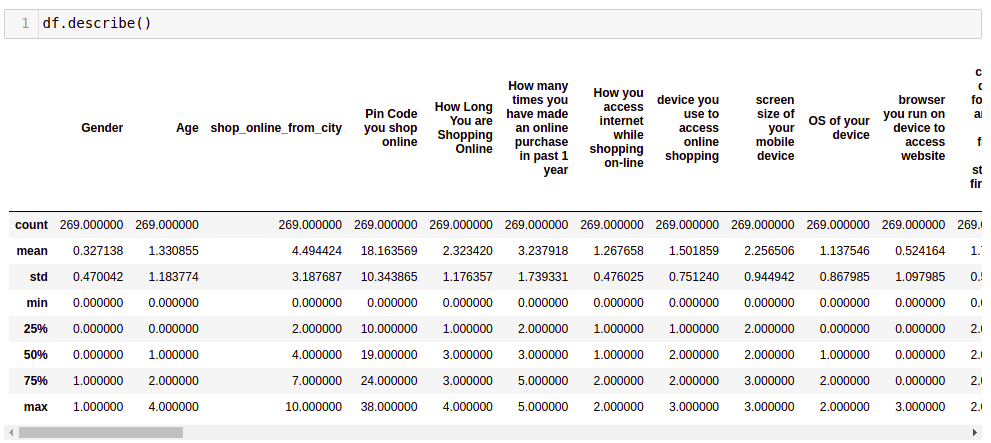 1 df.describe()
Gender Age shop_online_from_city Pin Code you shop online How Long You are Shopping Online How many times you have made an online purchase in past 1 year How you access internet while shopping on-line device you use to access online shopping screen size of your mobile device OS of your device browser you run on device to access website
count 269.000000 269.000000 269.000000 269.000000 269.000000 269.000000 269.000000 269.000000 269.000000 269.000000 269.000000 269.
mean 0.327138 1.330855 4.494424 18.163569 2.323420 3.237918 1.267658 1.501859 2.256506 1.137546 0.524164 1.
std 0.470042 1.183774 3.187687 10.343865 1.176357 1.739331 0.476025 0.751240 0.944942 0.867985 1.097985 0.
min 0.000000 0.000000 0.000000 0.000000 0.000000 0.000000 0.000000 0.000000 0.000000 0.000000 0.000000 0.
25% 0.000000 0.000000 2.000000 10.000000 1.000000 2.000000 1.000000 1.000000 2.000000 0.000000 0.000000 2.
50% 0.000000 1.000000 4.000000 19.000000 3.000000 3.000000 1.000000 2.000000 2.000000 1.000000 0.000000 2.
75% 1.000000 2.000000 7.000000 24.000000 3.000000 5.000000 2.000000 2.000000 3.000000 2.000000 0.000000 2.
max 1.000000 4.000000 10.000000 38.000000 4.000000 5.000000 2.000000 3.000000 3.000000 2.000000 3.000000 2.